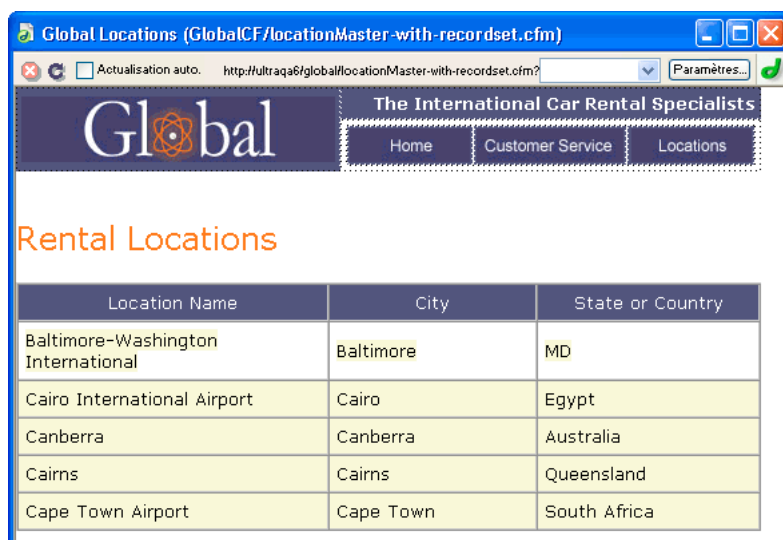 Global Locations (GlobalCF/locationMaster-with-recordset.cfm)
Actualisation auto. http://ultraqa6/global/locationMaster-with-recordset.cfm? Paramètres...
The International Car Rental Specialists
Global
Home Customer Service Locations
Rental Locations
Location Name City State or Country
Baltimore-Washington
International Baltimore MD
Cairo International Airport Cairo Egypt
Canberra Canberra Australia
Cairns Cairns Queensland
Cape Town Airport Cape Town South Africa